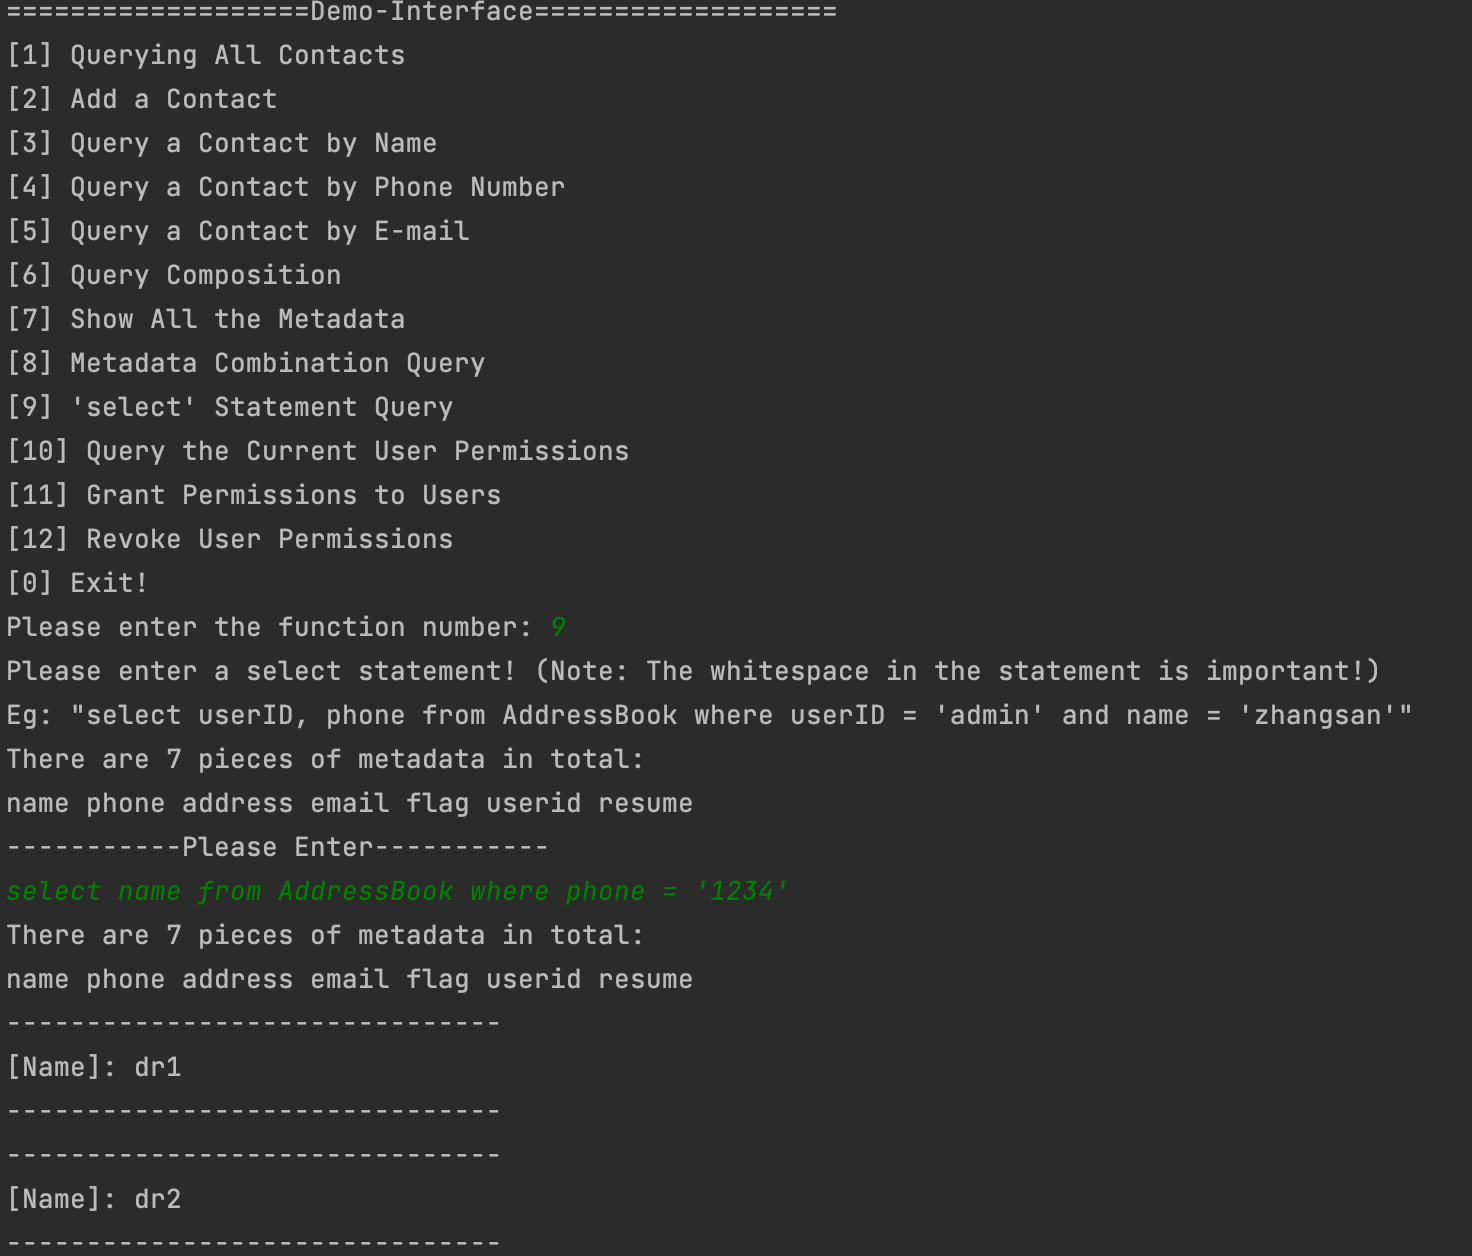 ===================Demo-Interface===================
[1] Querying All Contacts
[2] Add a Contact
[3] Query a Contact by Name
[4] Query a Contact by Phone Number
[5] Query a Contact by E-mail
[6] Query Composition
[7] Show All the Metadata
[8] Metadata Combination Query
[9] 'select' Statement Query
[10] Query the Current User Permissions
[11] Grant Permissions to Users
[12] Revoke User Permissions
[0] Exit!
Please enter the function number: 9
Please enter a select statement! (Note: The whitespace in the statement is important!)
Eg: "select userID, phone from AddressBook where userID = 'admin' and name = 'zhangsan'"
There are 7 pieces of metadata in total:
name phone address email flag userid resume
-----------Please Enter-----------
select name from AddressBook where phone = '1234'
There are 7 pieces of metadata in total:
name phone address email flag userid resume
-------------------------------
[Name]: dr1
-------------------------------
-------------------------------
[Name]: dr2
-------------------------------